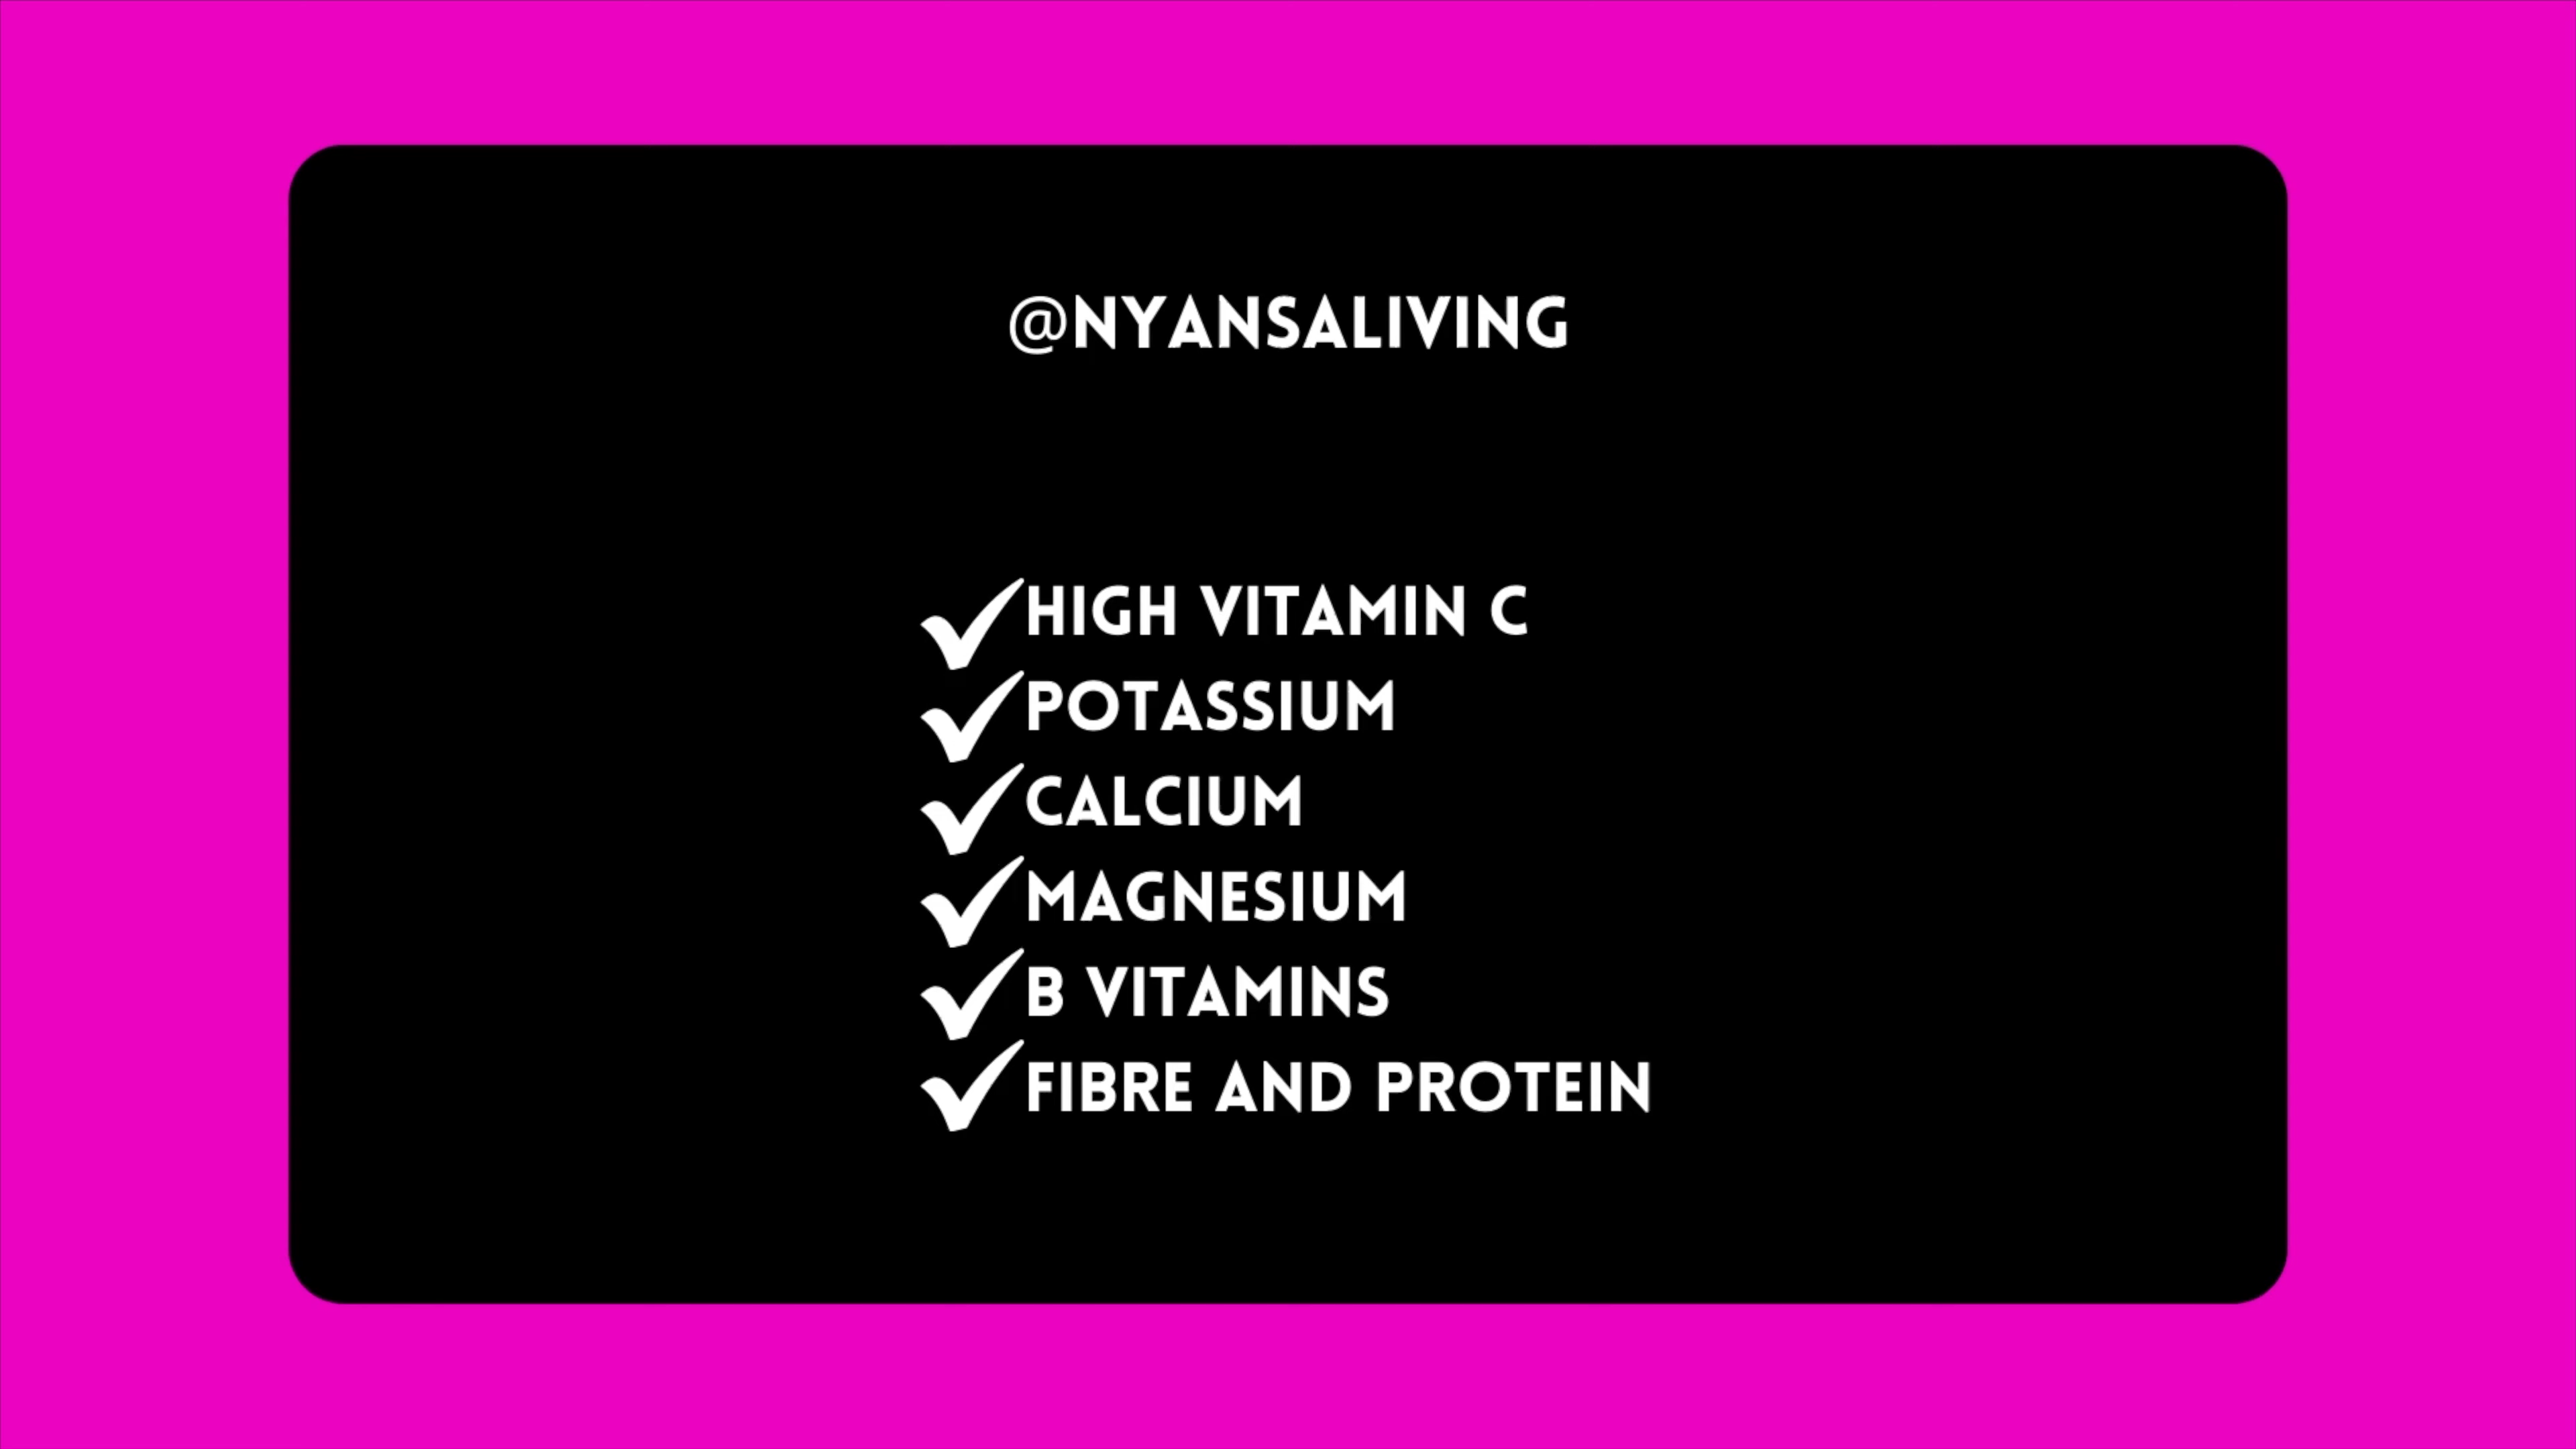 @NYANSALIVING
✓HIGH VITAMIN C
✓POTASSIUM
✓CALCIUM
✓MAGNESIUM
✓B VITAMINS
✓FIBRE AND PROTEIN